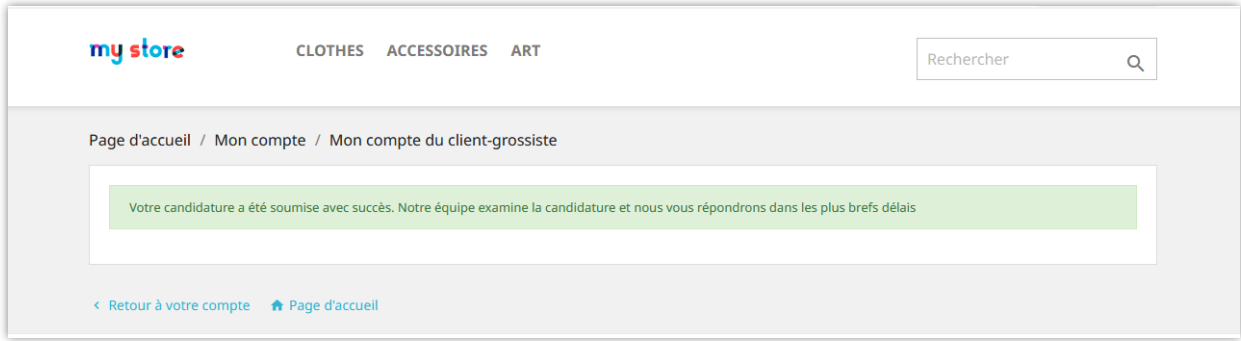 my store
CLOTHES ACCESSOIRES ART
Rechercher
Page d'accueil / Mon compte / Mon compte du client-grossiste
Votre candidature a été soumise avec succès. Notre équipe examine la candidature et nous vous répondrons dans les plus brefs délais
Retour à votre compte Page d'accueil